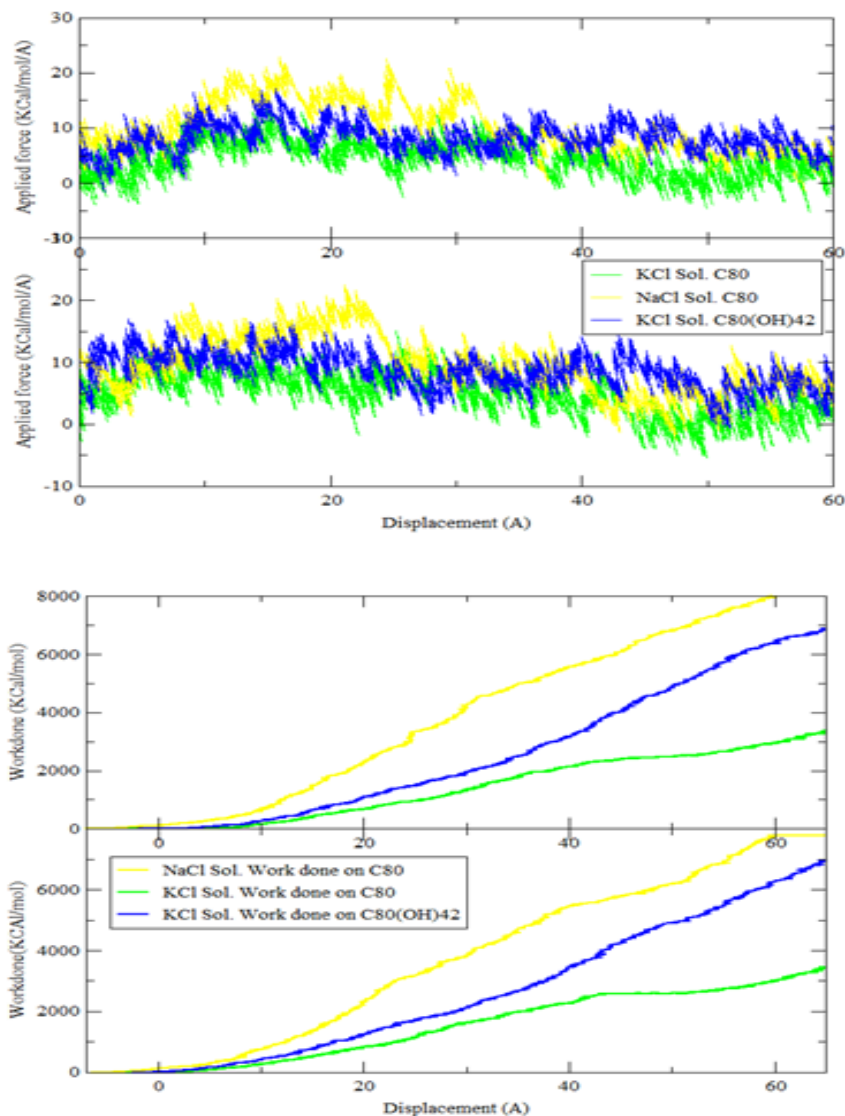 30
20
10
0
-10
30
Applied force (KCal/mol/A)
0 20 40 60
KCl Sol. C80
NaCl Sol. C80
KCl Sol. C80(OH)42
20
10
0
-10
Applied force (KCal/mol/A)
0 20 40 60
Displacement (A)
8000
6000
4000
2000
0
Workdone (KCal/mol)
0 20 40 60
NaCl Sol. Work done on C80
KCl Sol. Work done on C80
KCl Sol. Work done on C80(OH)42
6000
4000
2000
0
Workdone(KCAl/mol)
0 20 40 60
Displacement (A)